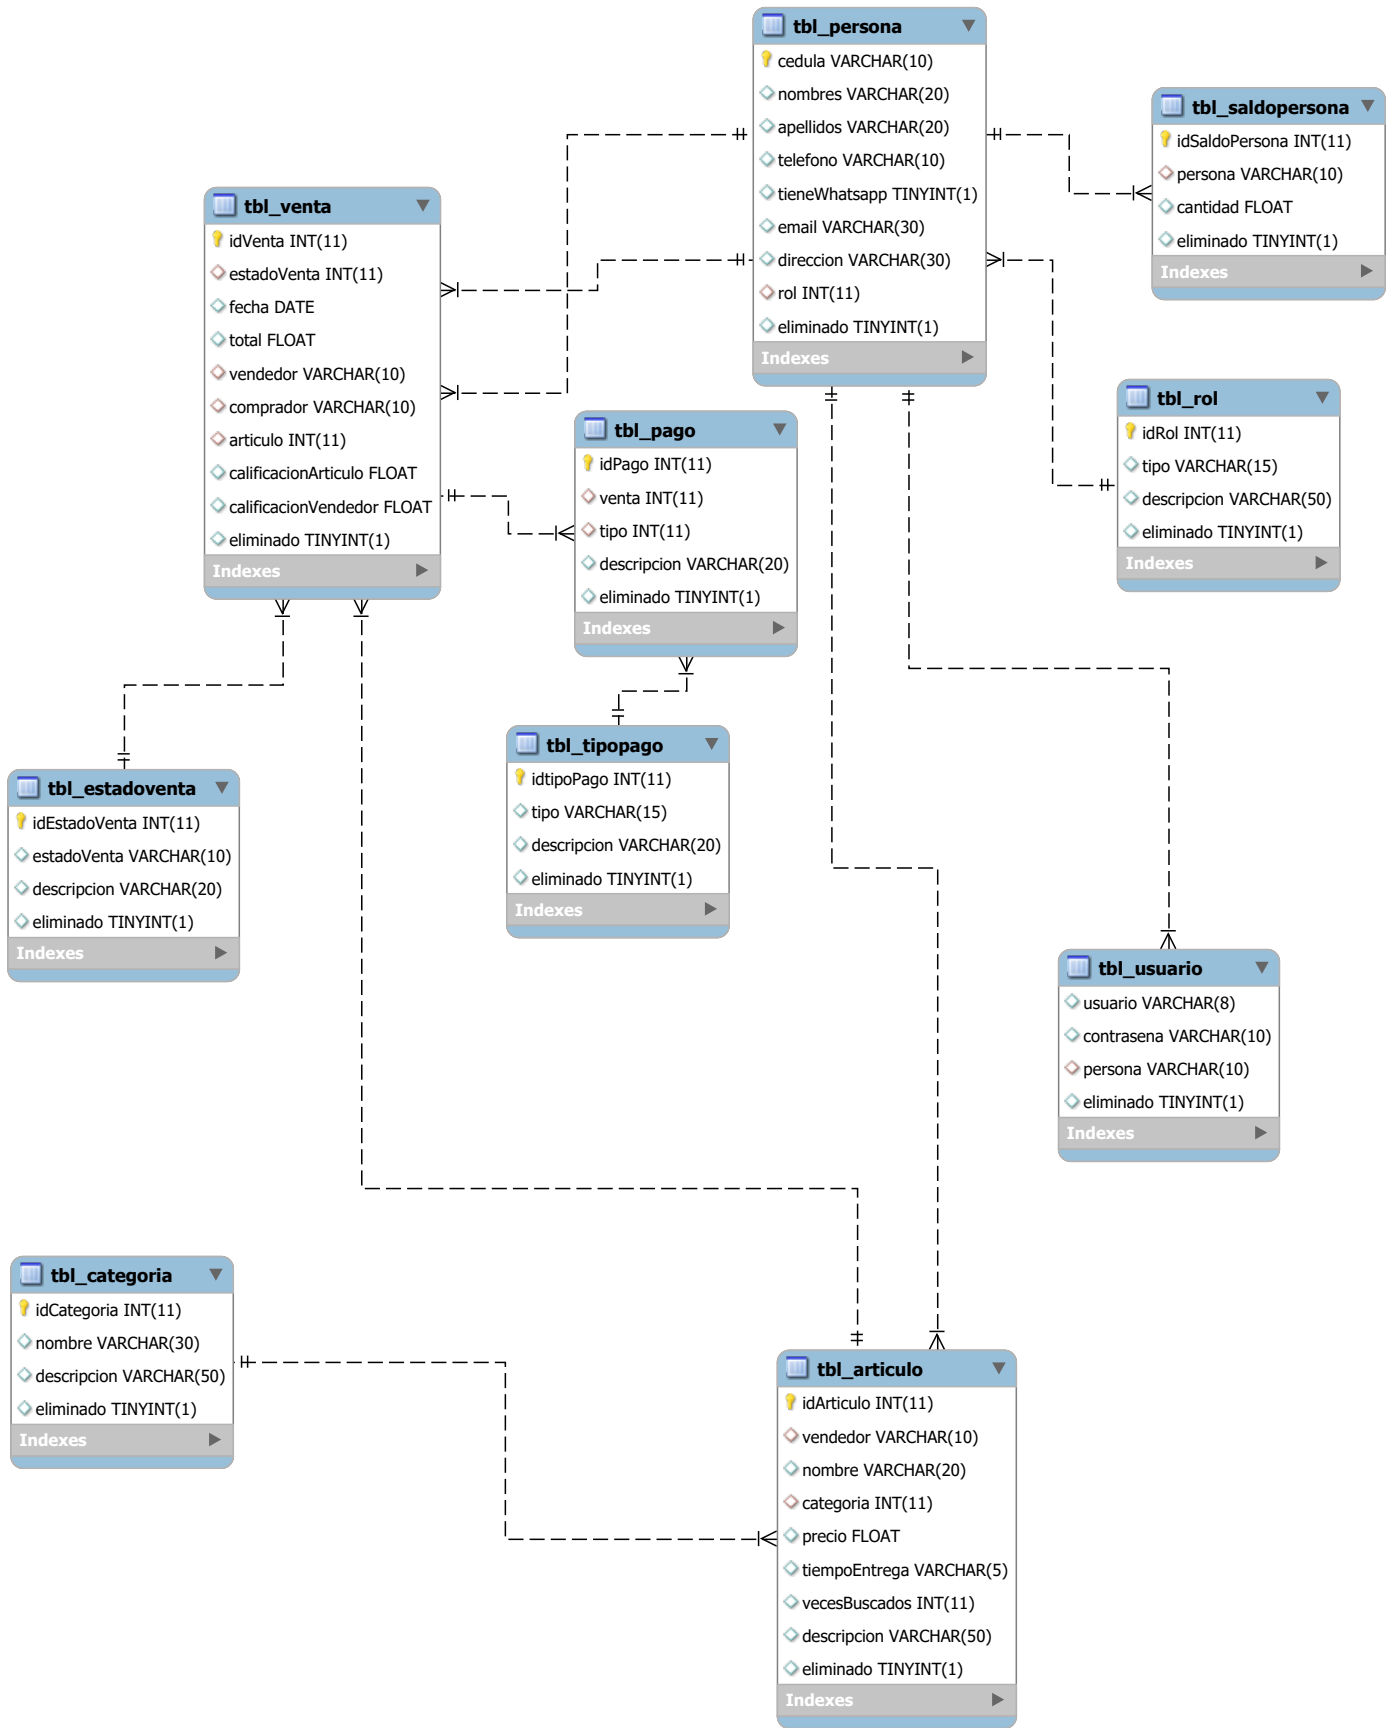 tbl_persona
cedula VARCHAR(10)
nombres VARCHAR(20)
apellidos VARCHAR(20)
telefono VARCHAR(10)
tieneWhatsapp TINYINT(1)
email VARCHAR(30)
direccion VARCHAR(30)
rol INT(11)
eliminado TINYINT(1)
Indexes
tbl_saldopersona
idSaldoPersona INT(11)
persona VARCHAR(10)
cantidad FLOAT
eliminado TINYINT(1)
Indexes
tbl_venta
idVenta INT(11)
estadoVenta INT(11)
fecha DATE
total FLOAT
vendedor VARCHAR(10)
comprador VARCHAR(10)
articulo INT(11)
calificacionArticulo FLOAT
calificacionVendedor FLOAT
eliminado TINYINT(1)
Indexes
tbl_rol
idRol INT(11)
tipo VARCHAR(15)
descripcion VARCHAR(50)
eliminado TINYINT(1)
Indexes
tbl_pago
idPago INT(11)
venta INT(11)
tipo INT(11)
descripcion VARCHAR(20)
eliminado TINYINT(1)
Indexes
tbl_tipopago
idtipoPago INT(11)
tipo VARCHAR(15)
descripcion VARCHAR(20)
eliminado TINYINT(1)
Indexes
tbl_estadoventa
idEstadoVenta INT(11)
estadoVenta VARCHAR(10)
descripcion VARCHAR(20)
eliminado TINYINT(1)
Indexes
tbl_usuario
usuario VARCHAR(8)
contrasena VARCHAR(10)
persona VARCHAR(10)
eliminado TINYINT(1)
Indexes
tbl_categoria
idCategoria INT(11)
nombre VARCHAR(30)
descripcion VARCHAR(50)
eliminado TINYINT(1)
Indexes
tbl_articulo
idArticulo INT(11)
vendedor VARCHAR(10)
nombre VARCHAR(20)
categoria INT(11)
precio FLOAT
tiempoEntrega VARCHAR(5)
vecesBuscados INT(11)
descripcion VARCHAR(50)
eliminado TINYINT(1)
Indexes